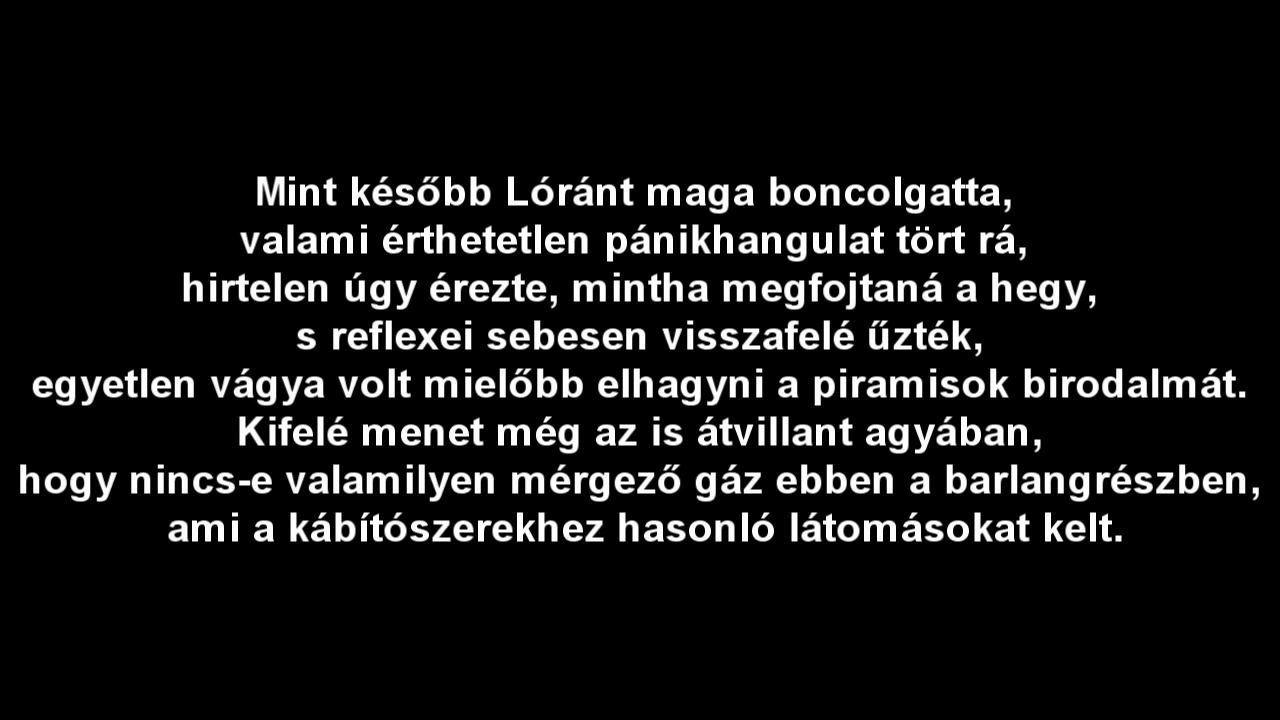 Mint később Lóránt maga boncolgatta,
valami érthetetlen pánikhangulat tört rá,
hirtelen úgy érezte, mintha megfojtaná a hegy,
s reflexei sebesen visszafelé űzték,
egyetlen vágya volt mielőbb elhagyni a piramisok birodalmát.
Kifelé menet még az is átvillant agyában,
hogy nincs-e valamilyen mérgező gáz ebben a barlangrészben,
ami a kábítószerekhez hasonló látomásokat kelt.